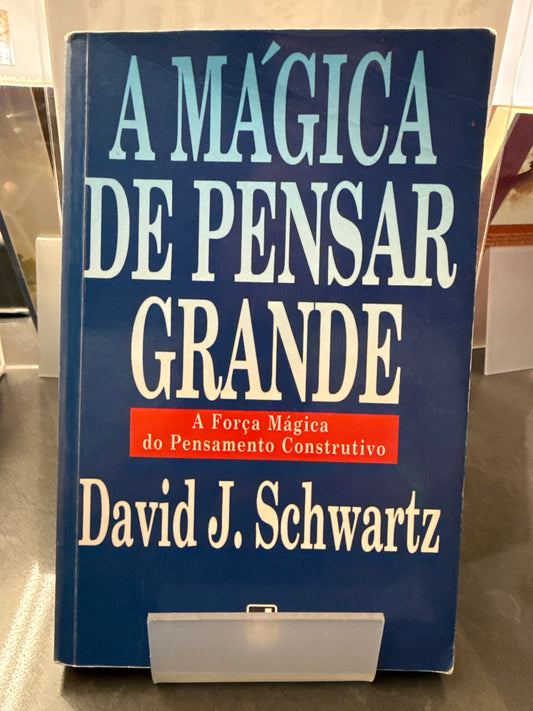 A MÁGICA
DE PENSAR
GRANDE
A Força Mágica
do Pensamento Construtivo
David J. Schwartz